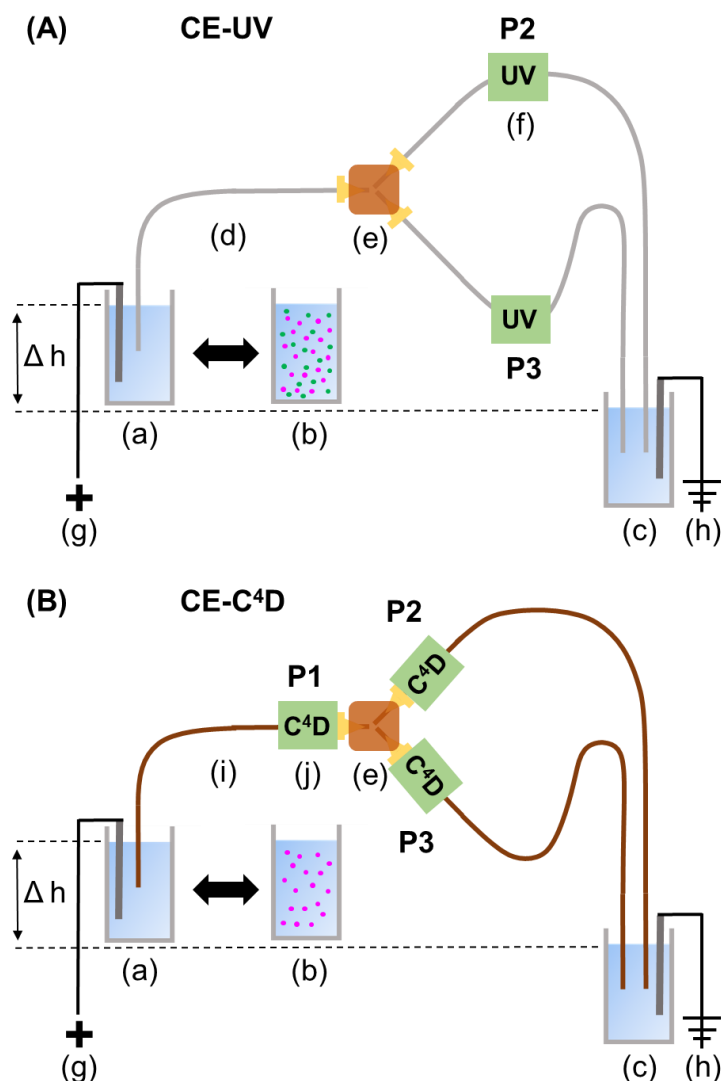 (A) CE-UV P2
UV
(f)
(d) (e)
UV
P3
Δ h
(a) (b)
+
(g)
(c) (h)
(B) CE-C⁴D P2
C⁴D
P1
C⁴D
(i) (j) (e)
C⁴D
P3
Δ h
(a) (b)
+
(g)
(c) (h)